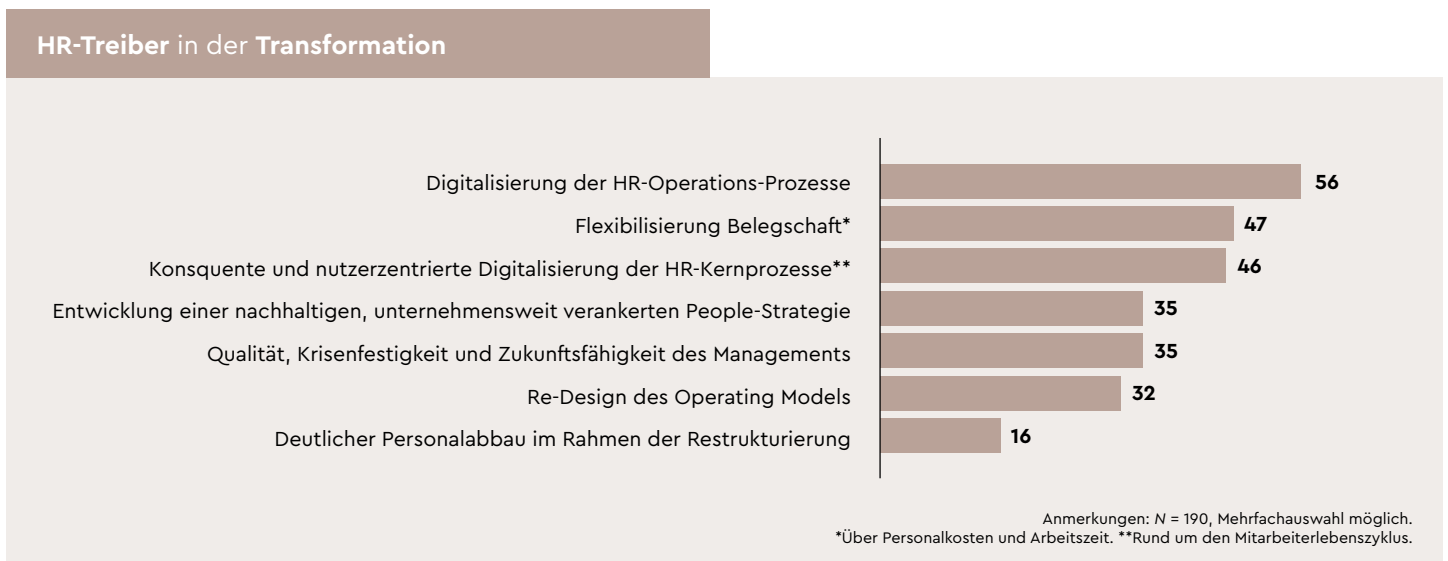 HR-Treiber in der Transformation
Digitalisierung der HR-Operations-Prozesse 56
Flexibilisierung Belegschaft* 47
Konsquente und nutzerzentrierte Digitalisierung der HR-Kernprozesse** 46
Entwicklung einer nachhaltigen, unternehmensweit verankerten People-Strategie 35
Qualität, Krisenfestigkeit und Zukunftsfähigkeit des Managements 35
Re-Design des Operating Models 32
Deutlicher Personalabbau im Rahmen der Restrukturierung 16
Anmerkungen: N = 190, Mehrfachauswahl möglich.
*Über Personalkosten und Arbeitszeit. **Rund um den Mitarbeiterlebenszyklus.